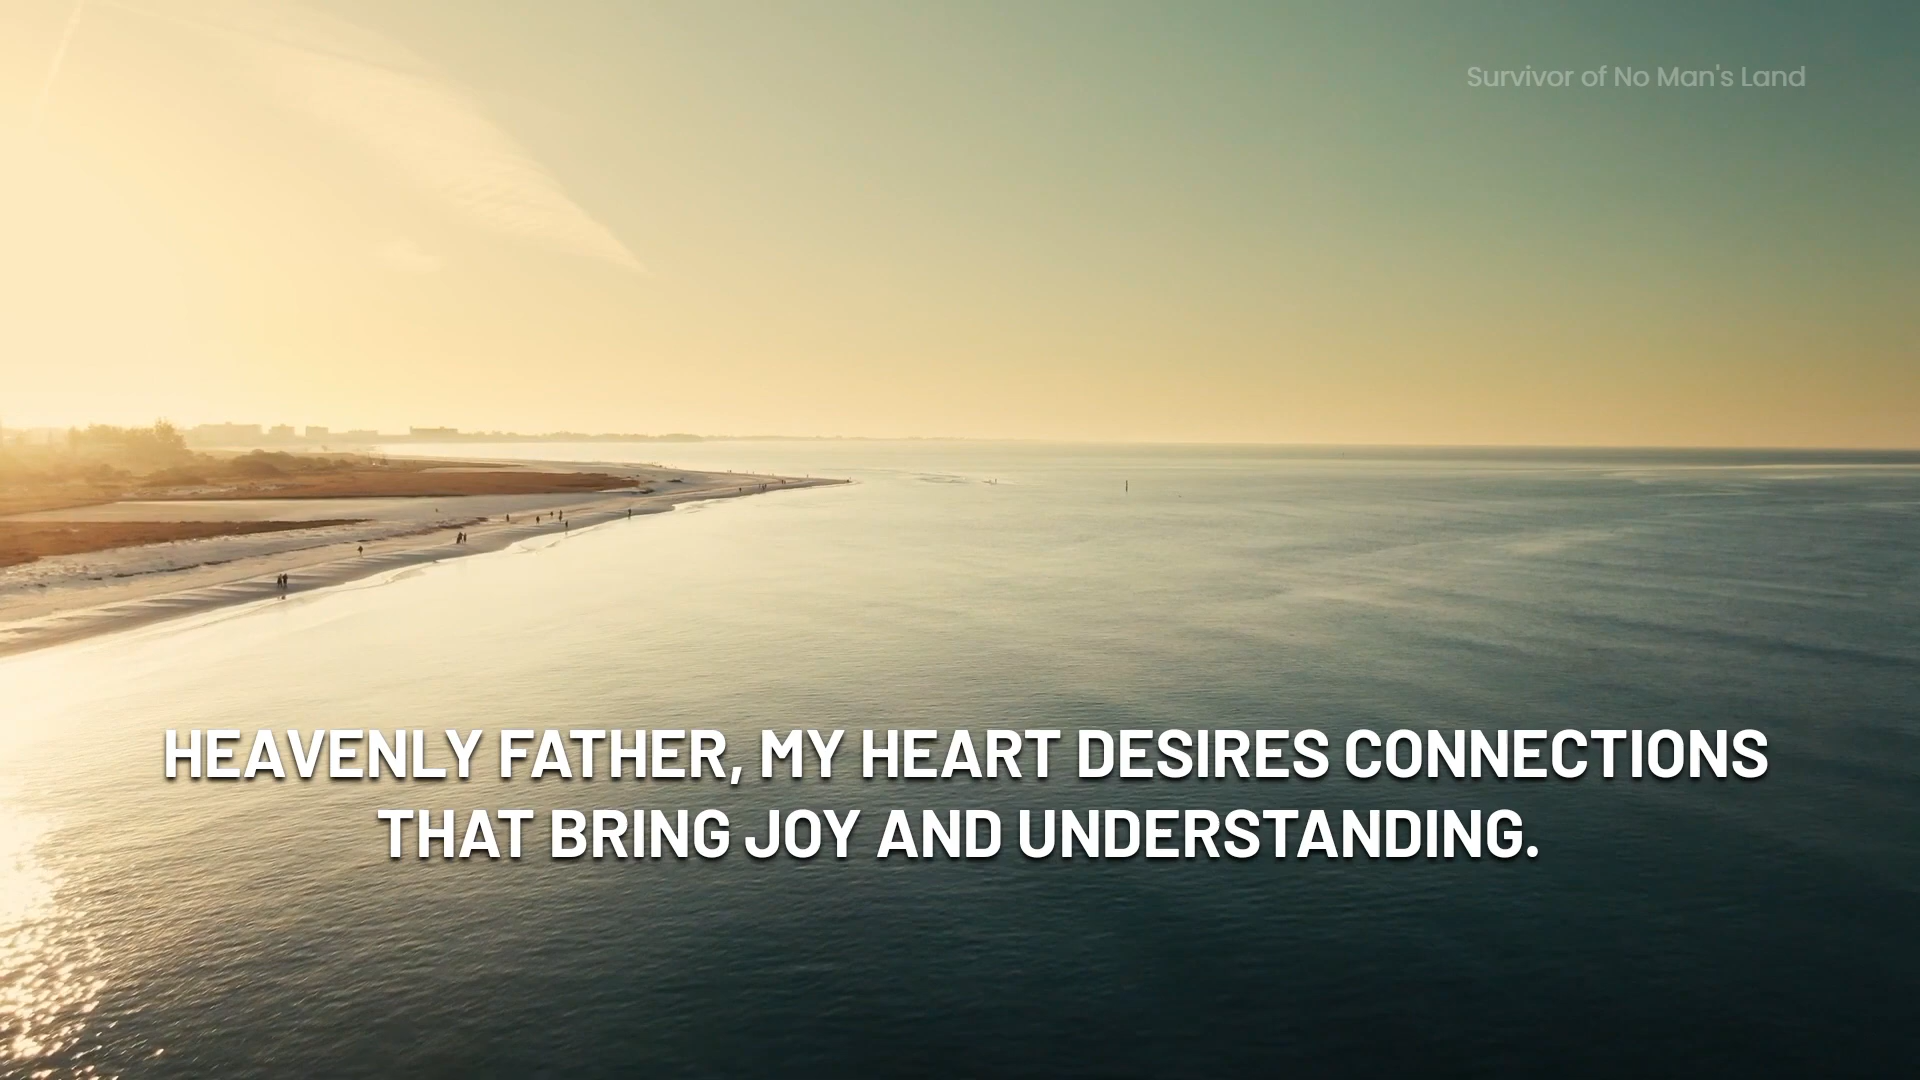 Survivor of No Man's Land
HEAVENLY FATHER, MY HEART DESIRES CONNECTIONS
THAT BRING JOY AND UNDERSTANDING.